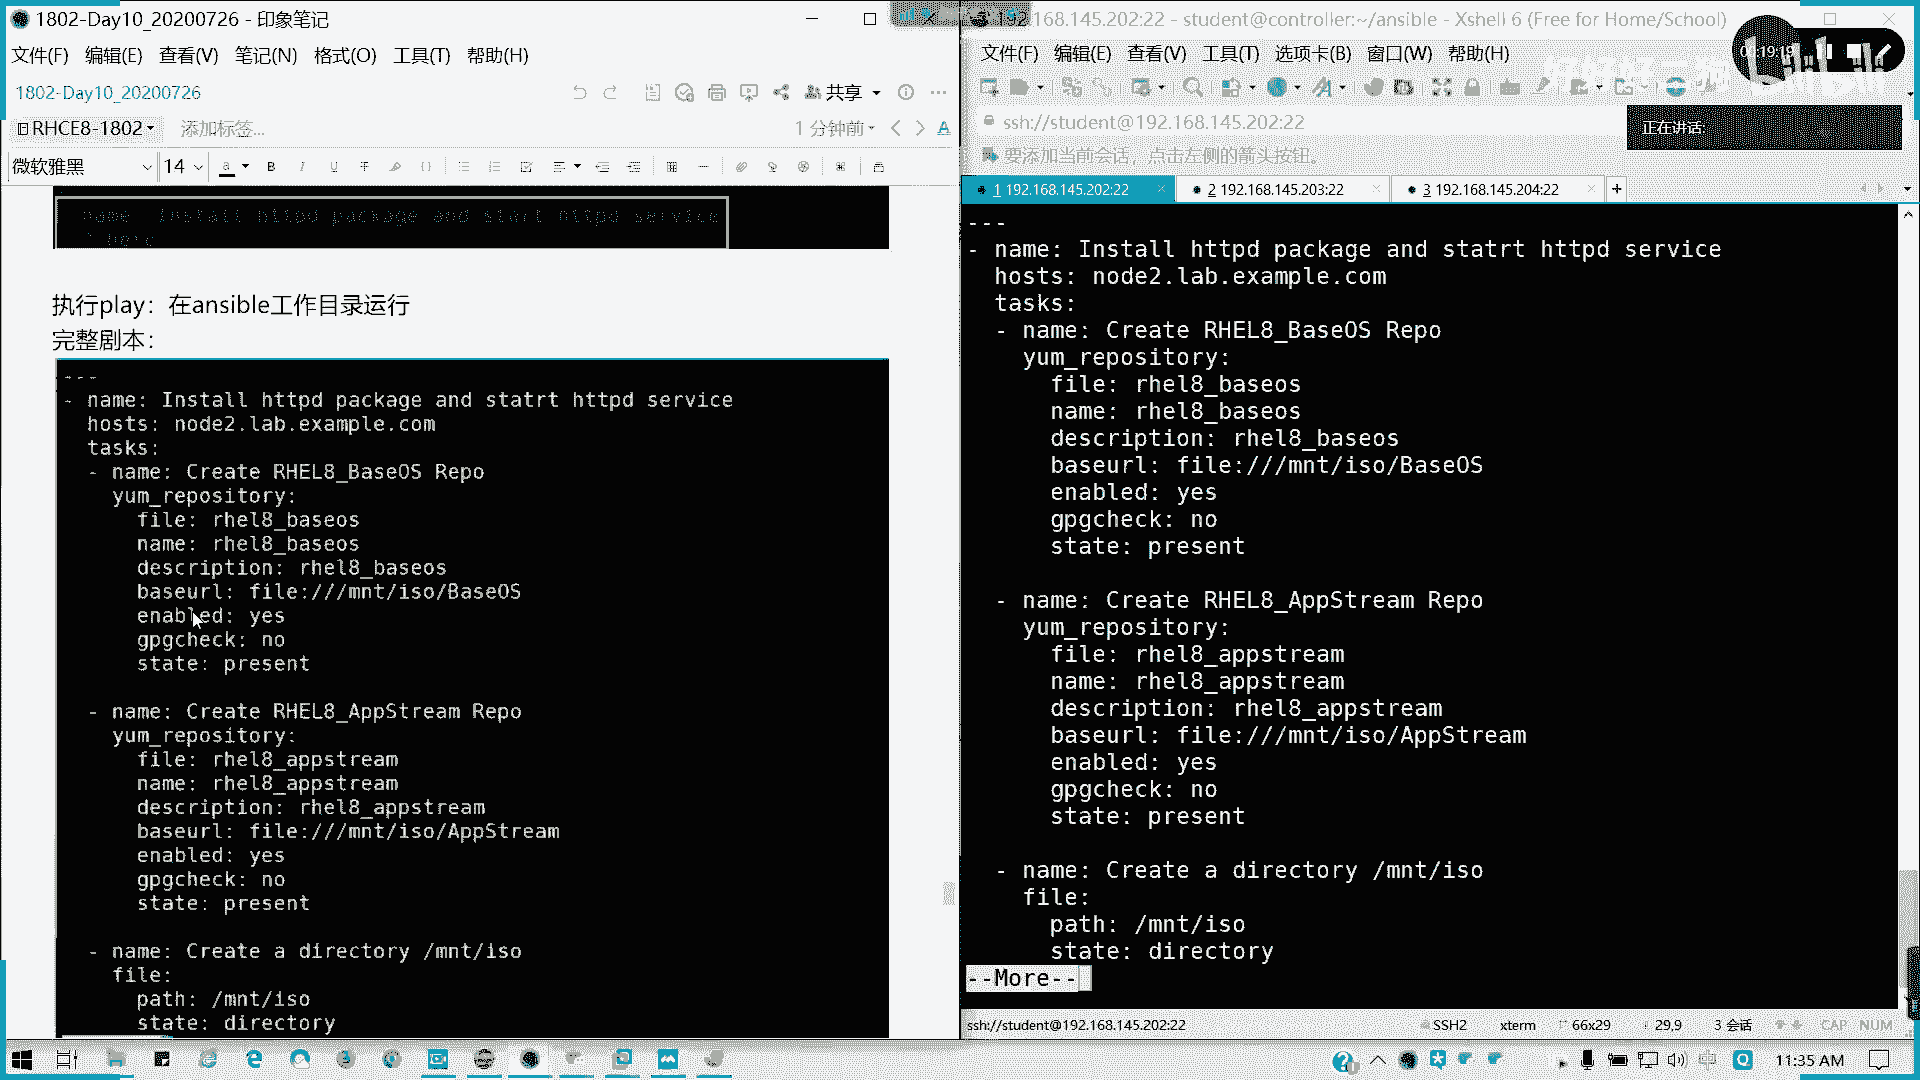 1802-Day10_20200726 - 印象笔记
文件(F) 编辑(E) 查看(V) 笔记(N) 格式(O) 工具(T) 帮助(H)
1802-Day10_20200726
共享
RHCE8-1802
添加标签...
1 分钟前
微软雅黑
14
name Install httpd package and start httpd service
执行play：在ansible工作目录运行
完整剧本：
---
- name: Install httpd package and statrt httpd service
hosts: node2.lab.example.com
tasks:
- name: Create RHEL8_BaseOS Repo
yum_repository:
file: rhel8_baseos
name: rhel8_baseos
description: rhel8_baseos
baseurl: file:///mnt/iso/BaseOS
enabled: yes
gpgcheck: no
state: present
- name: Create RHEL8_AppStream Repo
yum_repository:
file: rhel8_appstream
name: rhel8_appstream
description: rhel8_appstream
baseurl: file:///mnt/iso/AppStream
enabled: yes
gpgcheck: no
state: present
- name: Create a directory /mnt/iso
file:
path: /mnt/iso
state: directory
168.145.202:22 - student@controller:~/ansible - Xshell 6 (Free for Home/School)
文件(F) 编辑(E) 查看(V) 工具(T) 选项卡(B) 窗口(W) 帮助(H)
ssh://student@192.168.145.202:22
正在讲话:
要添加当前会话，点击左侧的箭头按钮。
1 192.168.145.202:22
2 192.168.145.203:22
3 192.168.145.204:22
---
- name: Install httpd package and statrt httpd service
hosts: node2.lab.example.com
tasks:
- name: Create RHEL8_BaseOS Repo
yum_repository:
file: rhel8_baseos
name: rhel8_baseos
description: rhel8_baseos
baseurl: file:///mnt/iso/BaseOS
enabled: yes
gpgcheck: no
state: present
- name: Create RHEL8_AppStream Repo
yum_repository:
file: rhel8_appstream
name: rhel8_appstream
description: rhel8_appstream
baseurl: file:///mnt/iso/AppStream
enabled: yes
gpgcheck: no
state: present
- name: Create a directory /mnt/iso
file:
path: /mnt/iso
state: directory
--More--
ssh://student@192.168.145.202:22
SSH2
xterm
66x29
29,9
3 会话
CAP NUM
中
11:35 AM